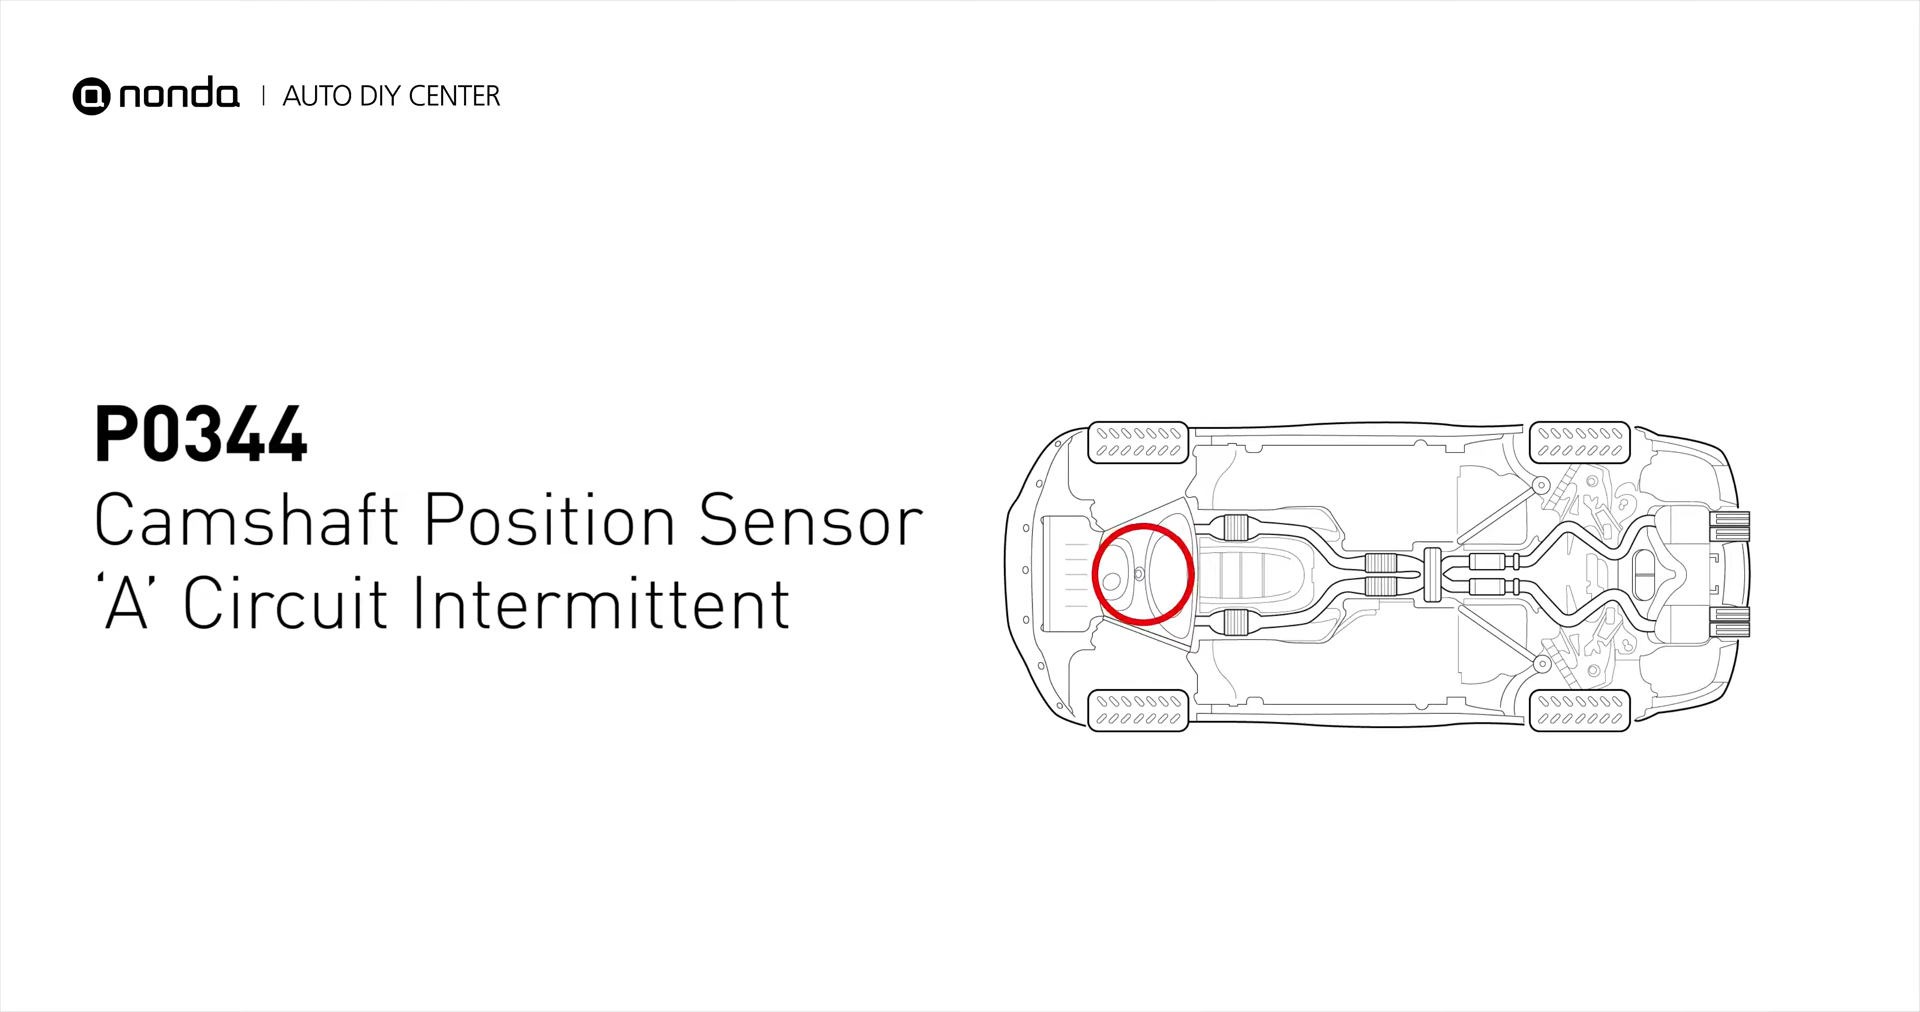 nonda | AUTO DIY CENTER
P0344
Camshaft Position Sensor
‘A’ Circuit Intermittent